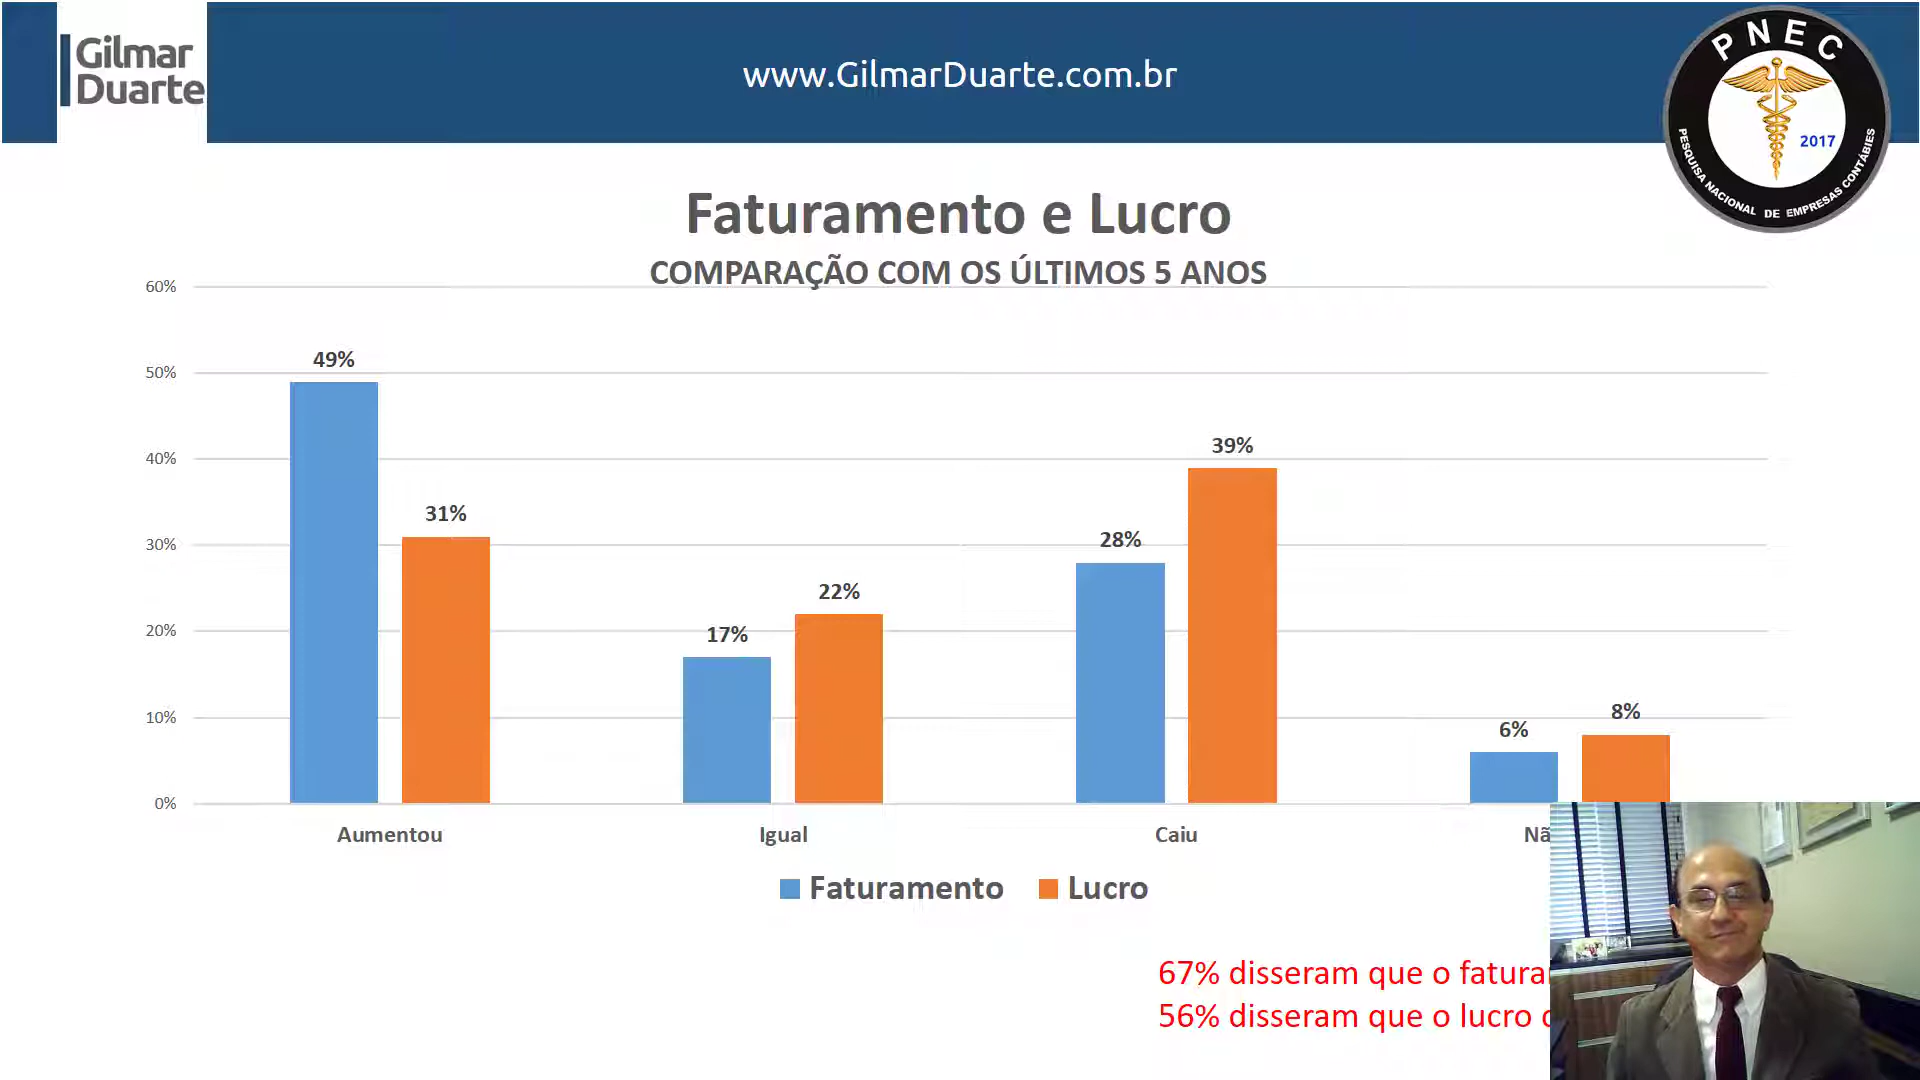 Gilmar
Duarte
www.GilmarDuarte.com.br
PNEC
2017
PESQUISA NACIONAL DE EMPRESAS CONTÁBIES
Faturamento e Lucro
COMPARAÇÃO COM OS ÚLTIMOS 5 ANOS
60%
50%
40%
30%
20%
10%
0%
49%
31%
17%
22%
28%
39%
6%
8%
Aumentou
Igual
Caiu
Faturamento
Lucro
67% disseram que o
56% disseram que o lucro